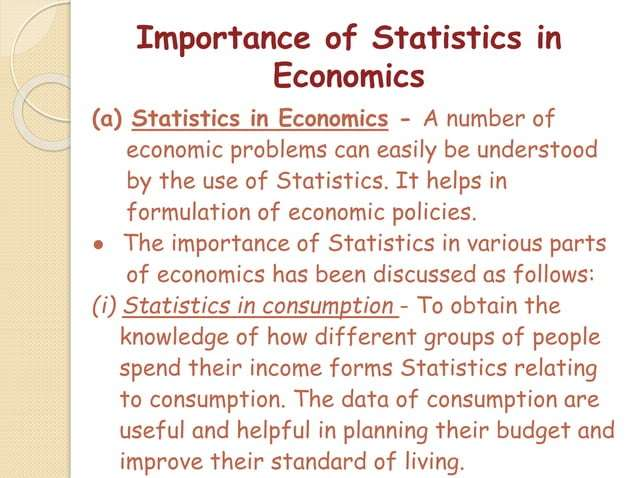 Importance of Statistics in
Economics
(a) Statistics in Economics - A number of
economic problems can easily be understood
by the use of Statistics. It helps in
formulation of economic policies.
● The importance of Statistics in various parts
of economics has been discussed as follows:
(i) Statistics in consumption - To obtain the
knowledge of how different groups of people
spend their income forms Statistics relating
to consumption. The data of consumption are
useful and helpful in planning their budget and
improve their standard of living.